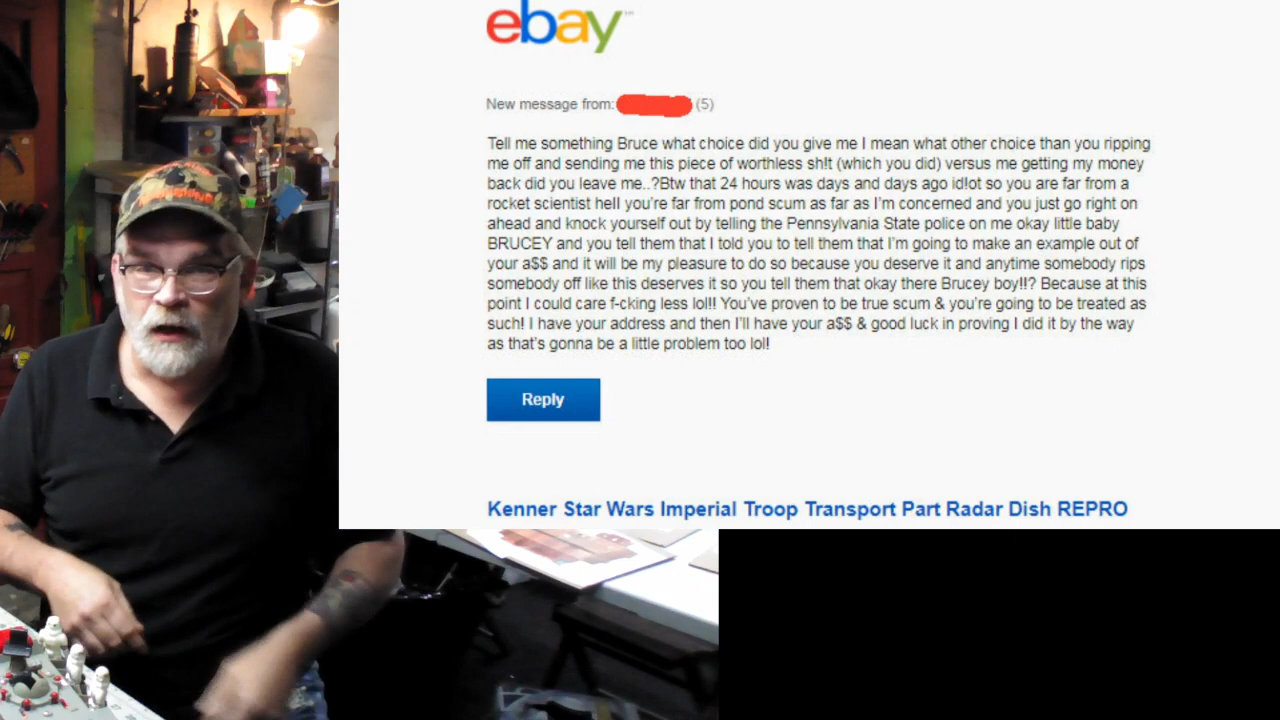 ebay
New message from: (5)
Tell me something Bruce what choice did you give me I mean what other choice than you ripping
me off and sending me this piece of worthless sh!t (which you did) versus me getting my money
back did you leave me..?Btw that 24 hours was days and days ago id!ot so you are far from a
rocket scientist hell you're far from pond scum as far as I'm concerned and you just go right on
ahead and knock yourself out by telling the Pennsylvania State police on me okay little baby
BRUCEY and you tell them that I told you to tell them that I'm going to make an example out of
your a$$ and it will be my pleasure to do so because you deserve it and anytime somebody rips
somebody off like this deserves it so you tell them that okay there Brucey boy!!? Because at this
point I could care f-cking less lol!! You've proven to be true scum & you're going to be treated as
such! I have your address and then I'll have your a$$ & good luck in proving I did it by the way
as that's gonna be a little problem too lol!
Reply
Kenner Star Wars Imperial Troop Transport Part Radar Dish REPRO